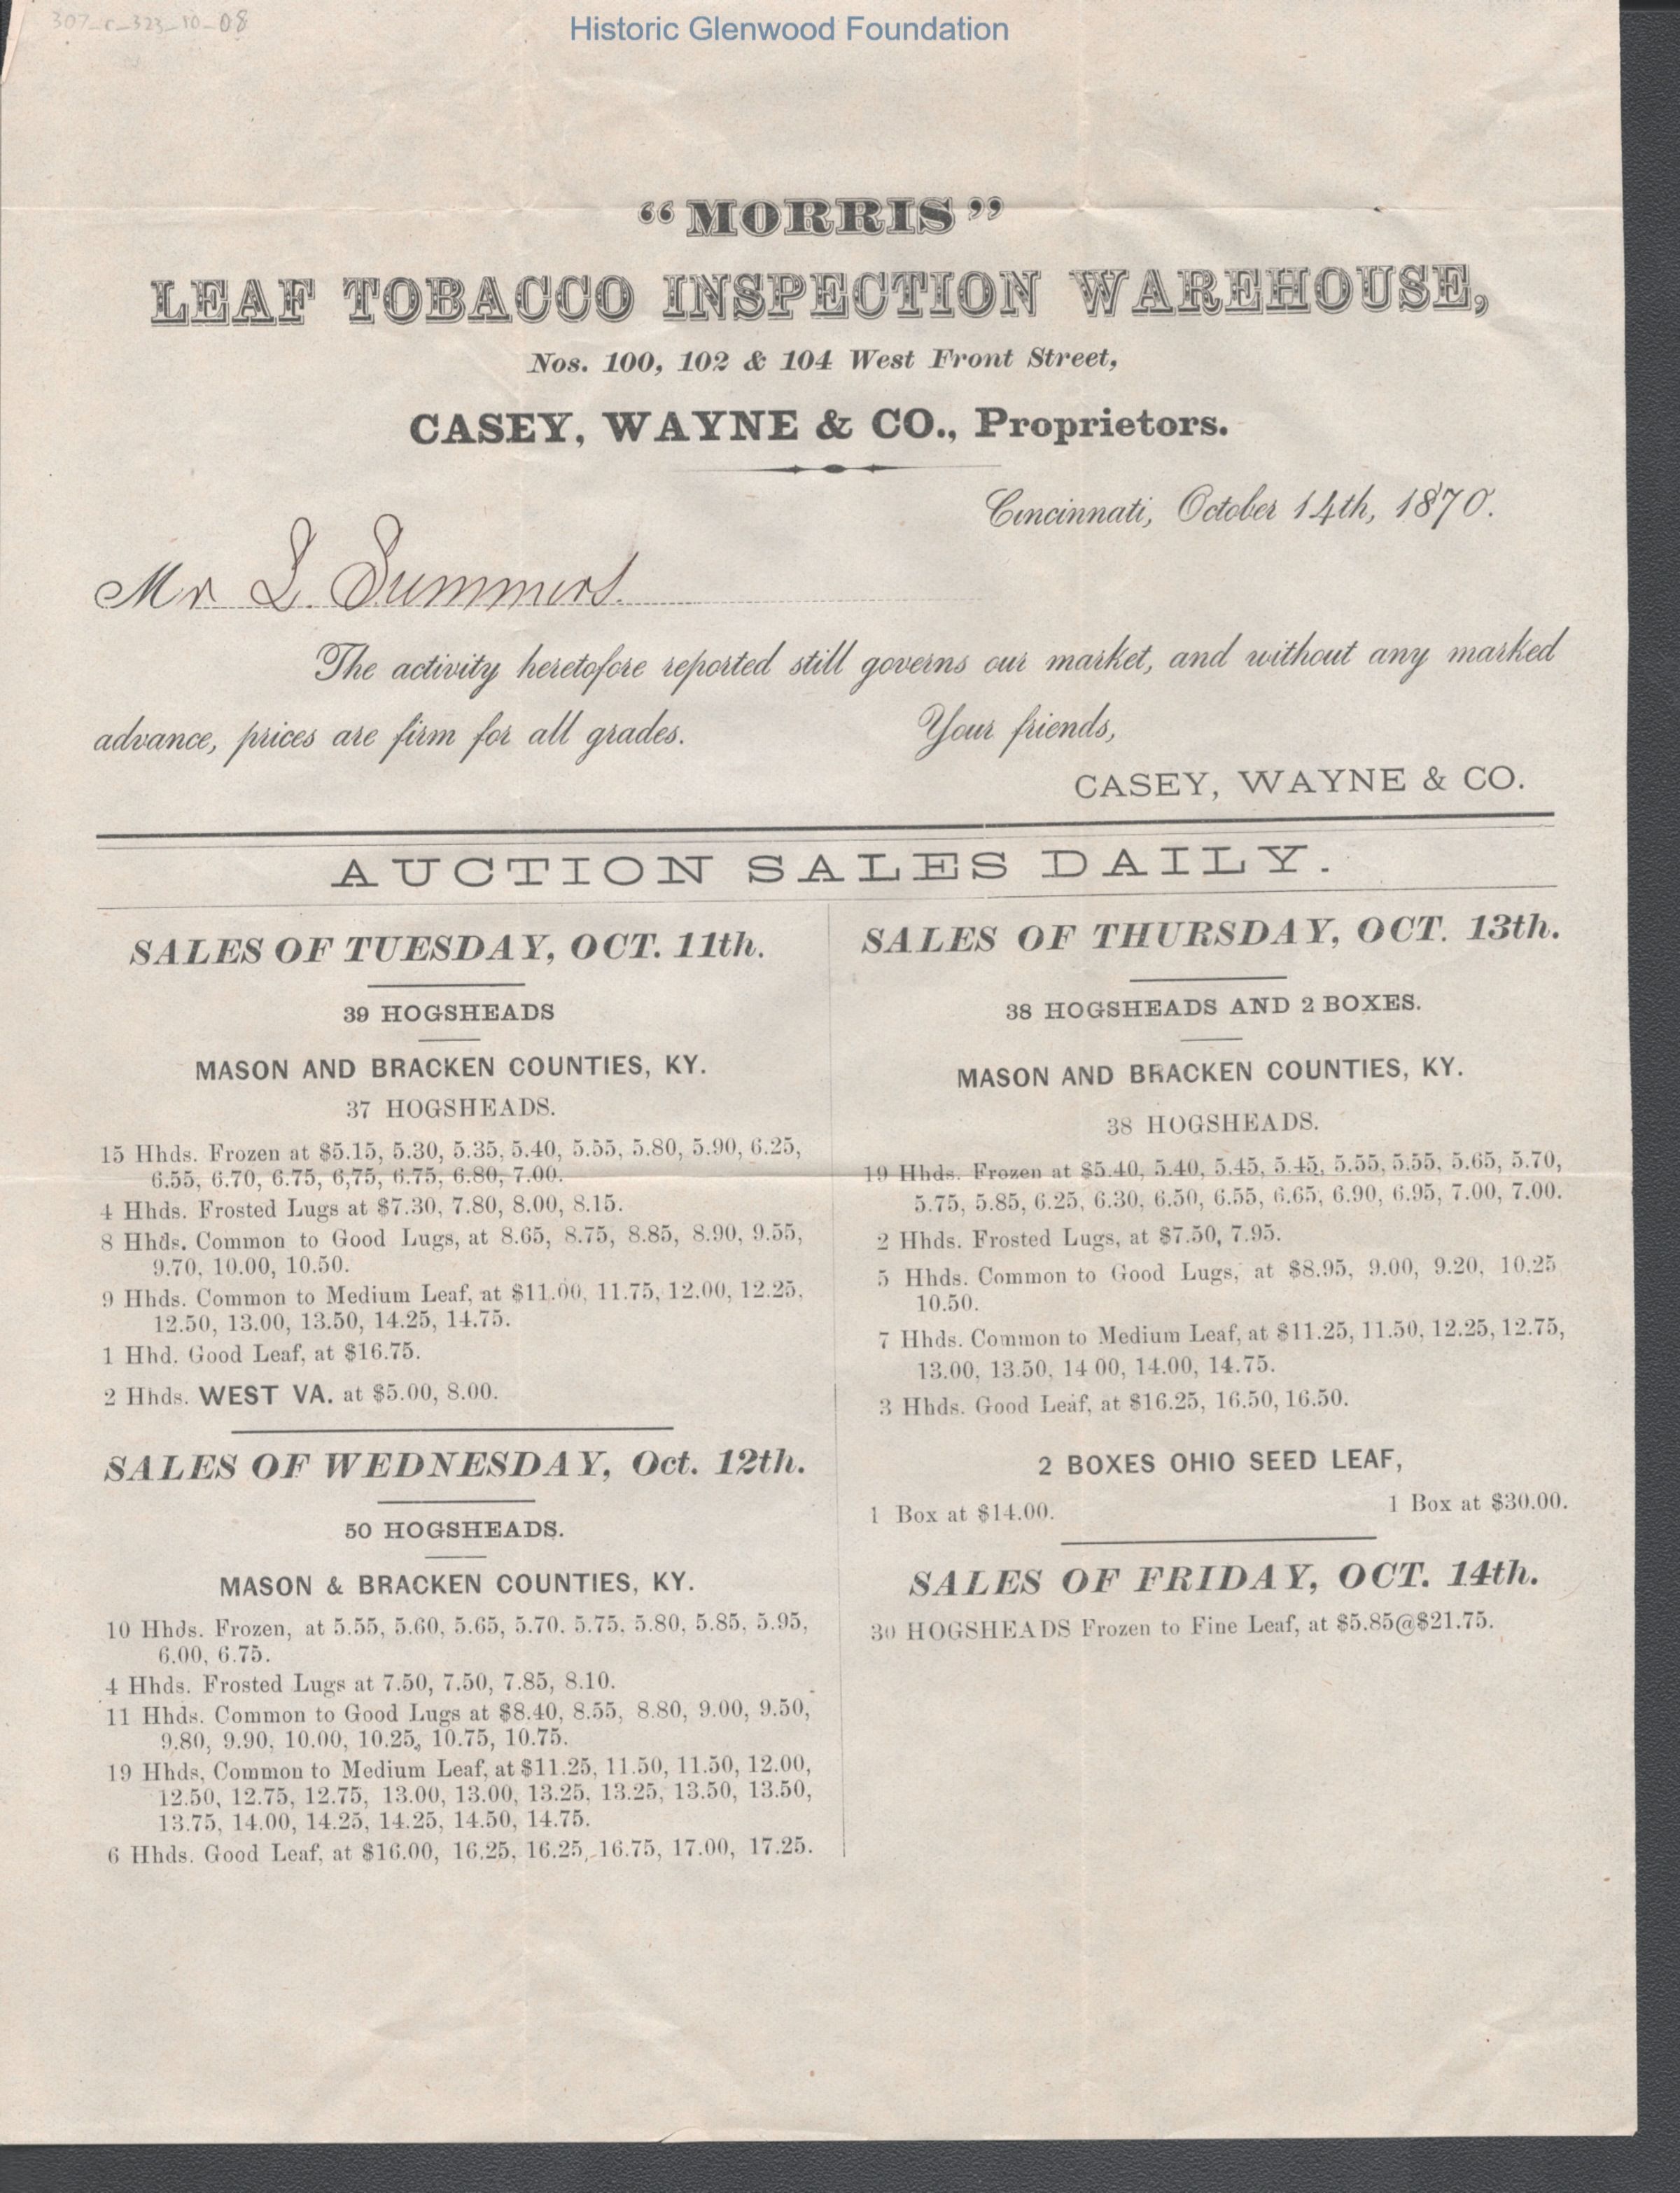 307_c_323_10_08
Historic Glenwood Foundation
“MORRIS”
LEAF TOBACCO INSPECTION WAREHOUSE,
Nos. 100, 102 & 104 West Front Street,
CASEY, WAYNE & CO., Proprietors.
Cincinnati, October 14th, 1870.
Mr S. Summers.
The activity heretofore reported still governs our market, and without any marked
advance, prices are firm for all grades. Your friends,
CASEY, WAYNE & CO.
AUCTION SALES DAILY.
SALES OF TUESDAY, OCT. 11th.
39 HOGSHEADS
MASON AND BRACKEN COUNTIES, KY.
37 HOGSHEADS.
15 Hhds. Frozen at $5.15, 5.30, 5.35, 5.40, 5.55, 5.80, 5.90, 6.25,
6.55, 6.70, 6.75, 6,75, 6.75, 6.80, 7.00.
4 Hhds. Frosted Lugs at $7.30, 7.80, 8.00, 8.15.
8 Hhds. Common to Good Lugs, at 8.65, 8.75, 8.85, 8.90, 9.55,
9.70, 10.00, 10.50.
9 Hhds. Common to Medium Leaf, at $11.00, 11.75, 12.00, 12.25,
12.50, 13.00, 13.50, 14.25, 14.75.
1 Hhd. Good Leaf, at $16.75.
2 Hhds. WEST VA. at $5.00, 8.00.
SALES OF WEDNESDAY, Oct. 12th.
50 HOGSHEADS.
MASON & BRACKEN COUNTIES, KY.
10 Hhds. Frozen, at 5.55, 5.60, 5.65, 5.70. 5.75, 5.80, 5.85, 5.95,
6.00, 6.75.
4 Hhds. Frosted Lugs at 7.50, 7.50, 7.85, 8.10.
11 Hhds. Common to Good Lugs at $8.40, 8.55, 8.80, 9.00, 9.50,
9.80, 9.90, 10.00, 10.25, 10.75, 10.75.
19 Hhds, Common to Medium Leaf, at $11.25, 11.50, 11.50, 12.00,
12.50, 12.75, 12.75, 13.00, 13.00, 13.25, 13.25, 13.50, 13.50,
13.75, 14.00, 14.25, 14.25, 14.50, 14.75.
6 Hhds. Good Leaf, at $16.00, 16.25, 16.25, 16.75, 17.00, 17.25.
SALES OF THURSDAY, OCT. 13th.
38 HOGSHEADS AND 2 BOXES.
MASON AND BRACKEN COUNTIES, KY.
38 HOGSHEADS.
19 Hhds. Frozen at $5.40, 5.40, 5.45, 5.45, 5.55, 5.55, 5.65, 5.70,
5.75, 5.85, 6.25, 6.30, 6.50, 6.55, 6.65, 6.90, 6.95, 7.00, 7.00.
2 Hhds. Frosted Lugs, at $7.50, 7.95.
5 Hhds. Common to Good Lugs, at $8.95, 9.00, 9.20, 10.25
10.50.
7 Hhds. Common to Medium Leaf, at $11.25, 11.50, 12.25, 12.75,
13.00, 13.50, 14 00, 14.00, 14.75.
3 Hhds. Good Leaf, at $16.25, 16.50, 16.50.
2 BOXES OHIO SEED LEAF,
1 Box at $14.00. 1 Box at $30.00.
SALES OF FRIDAY, OCT. 14th.
30 HOGSHEADS Frozen to Fine Leaf, at $5.85@$21.75.